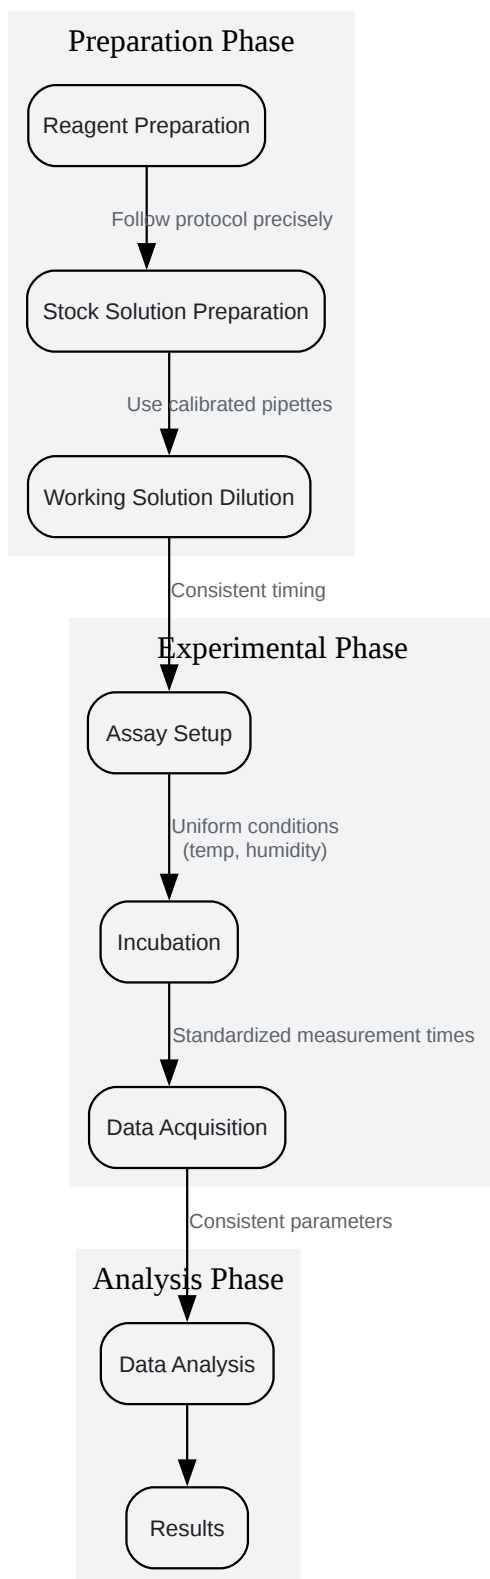 Preparation Phase
Reagent Preparation
Follow protocol precisely
Stock Solution Preparation
Use calibrated pipettes
Working Solution Dilution
Consistent timing
Experimental Phase
Assay Setup
Uniform conditions
(temp, humidity)
Incubation
Standardized measurement times
Data Acquisition
Consistent parameters
Analysis Phase
Data Analysis
Results